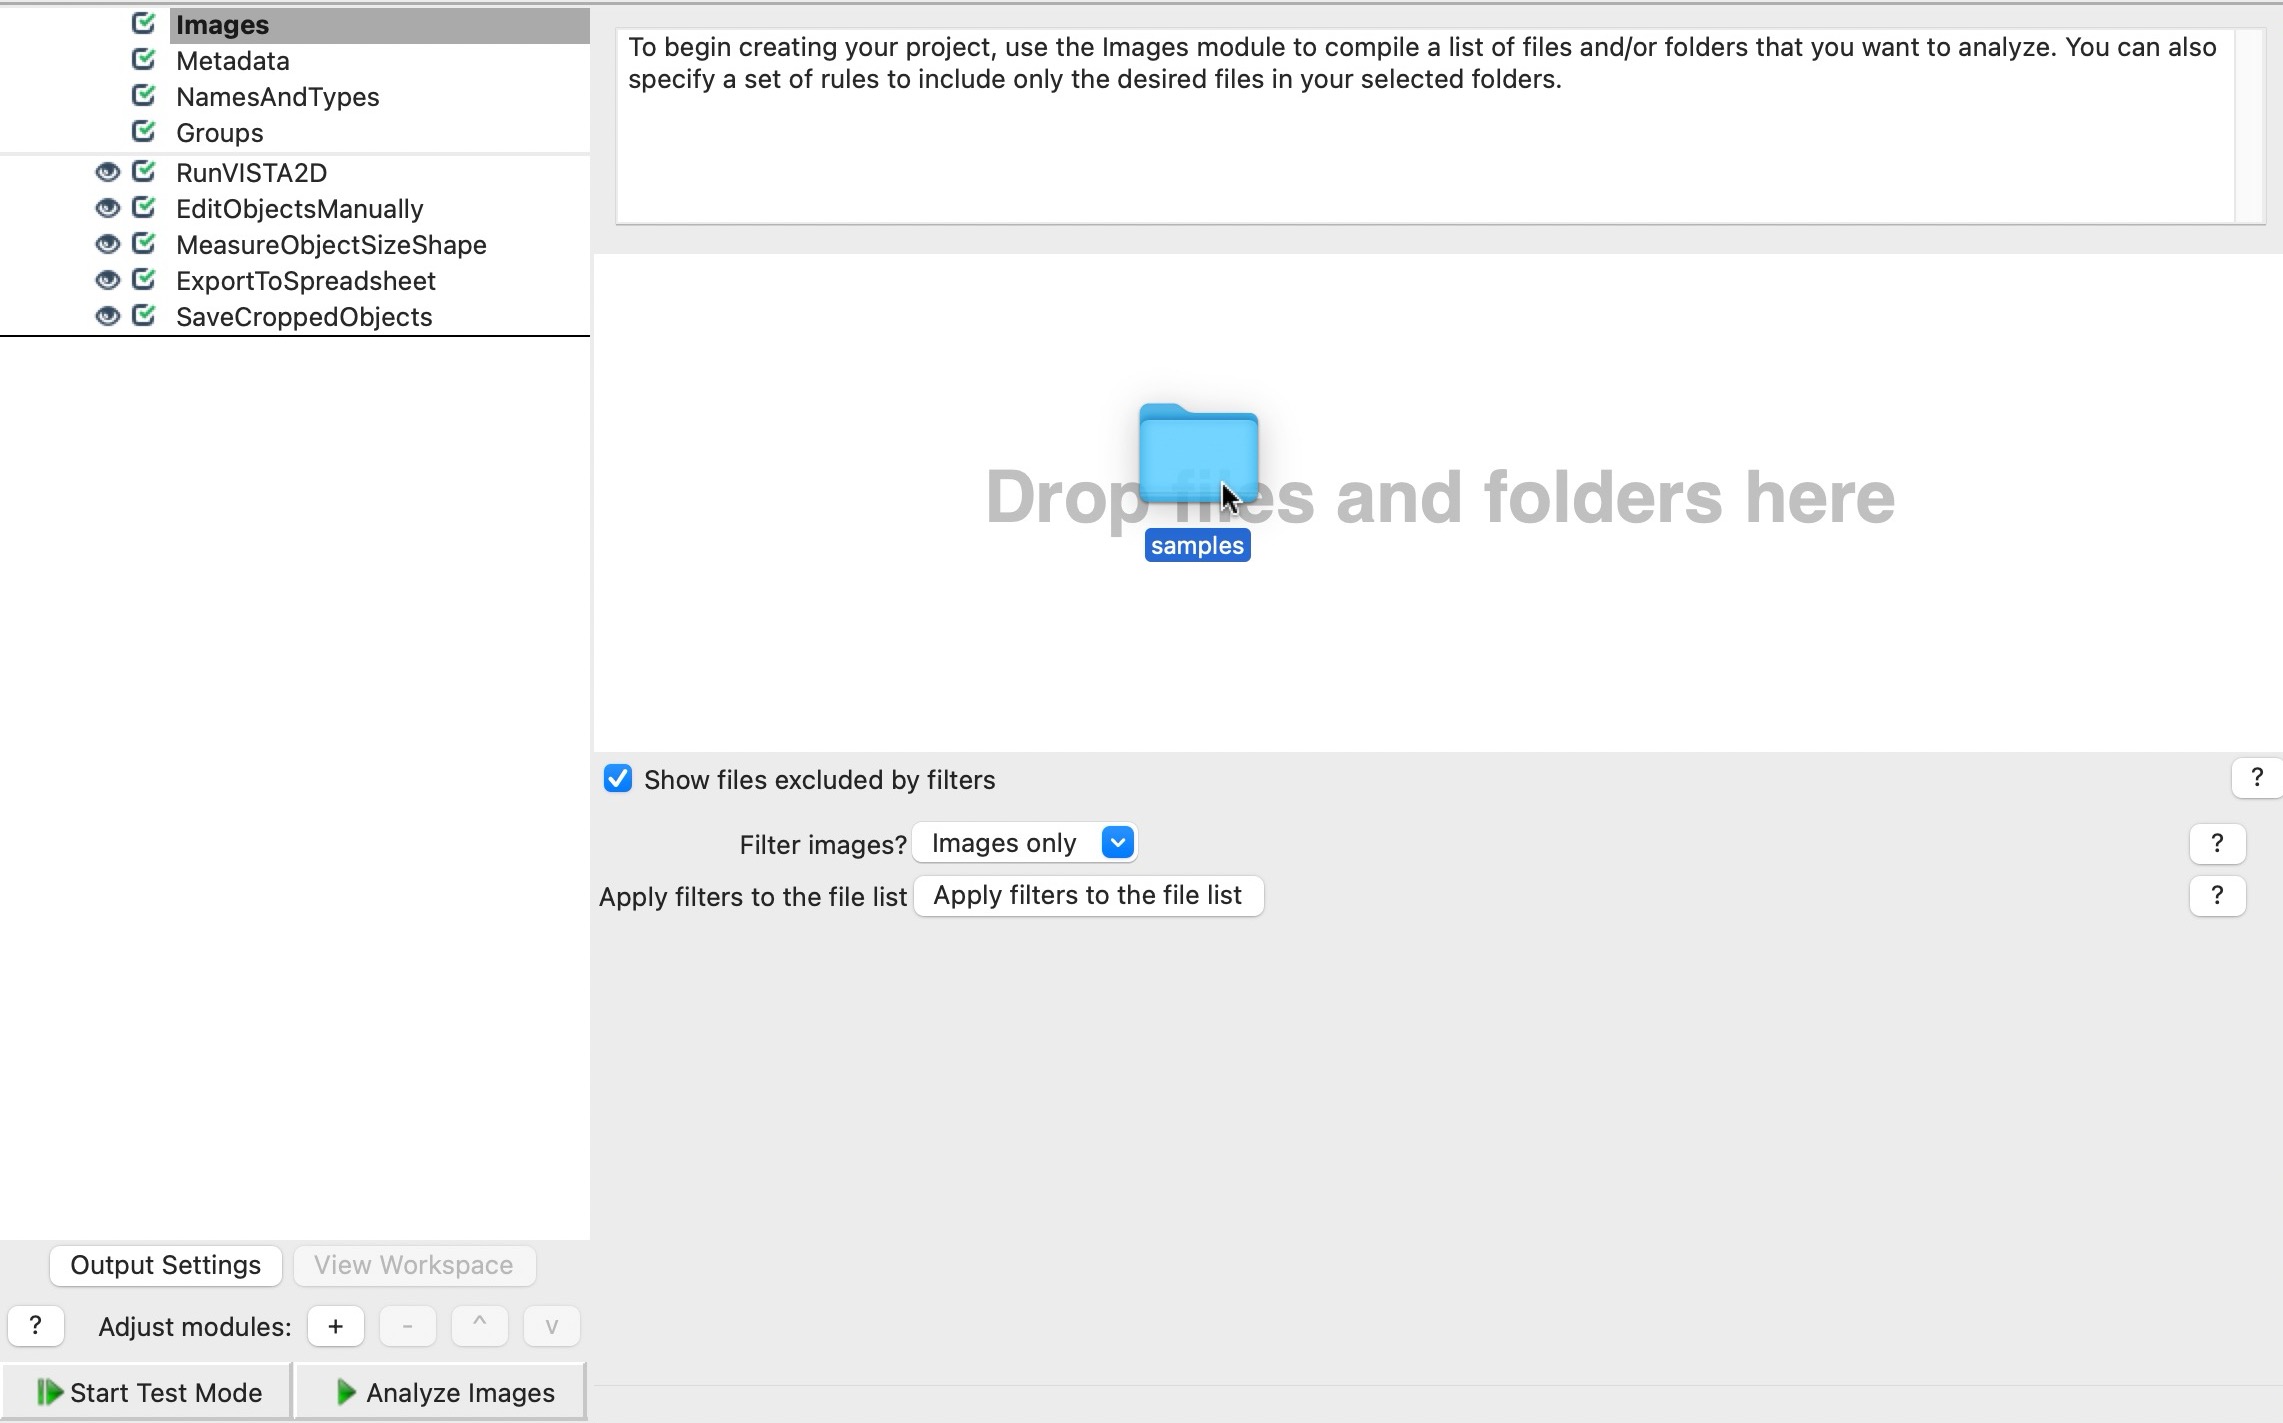 Images
Metadata
NamesAndTypes
Groups
RunVISTA2D
EditObjectsManually
MeasureObjectSizeShape
ExportToSpreadsheet
SaveCroppedObjects
To begin creating your project, use the Images module to compile a list of files and/or folders that you want to analyze. You can also
specify a set of rules to include only the desired files in your selected folders.
Drop files and folders here
samples
Show files excluded by filters
?
Filter images? Images only
?
Apply filters to the file list Apply filters to the file list
?
Output Settings View Workspace
? Adjust modules: + - ^ v
Start Test Mode Analyze Images